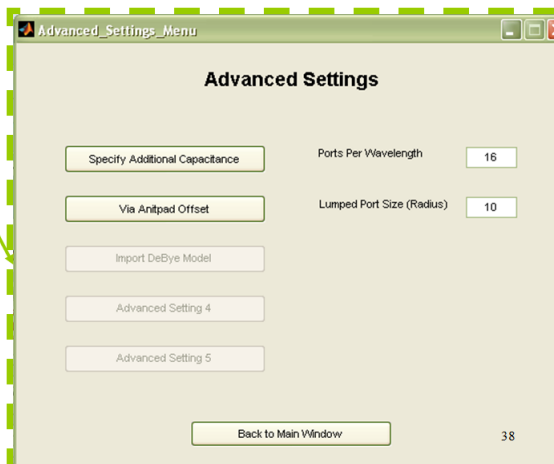 Advanced_Settings_Menu
Advanced Settings
Specify Additional Capacitance
Ports Per Wavelength
16
Via Anitpad Offset
Lumped Port Size (Radius)
10
Import DeBye Model
Advanced Setting 4
Advanced Setting 5
Back to Main Window
38